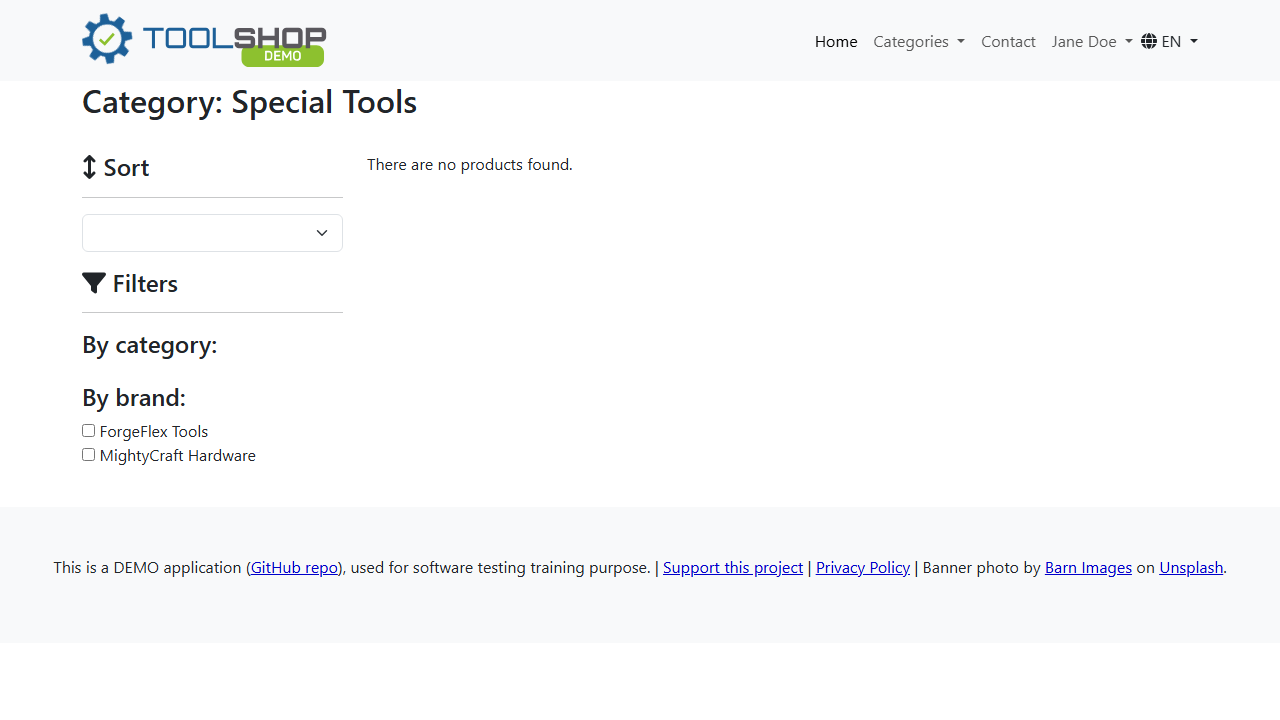 TOOLSHOP
DEMO
Home Categories Contact Jane Doe EN
Category: Special Tools
Sort
There are no products found.
Filters
By category:
By brand:
ForgeFlex Tools
MightyCraft Hardware
This is a DEMO application (GitHub repo), used for software testing training purpose. | Support this project | Privacy Policy | Banner photo by Barn Images on Unsplash.